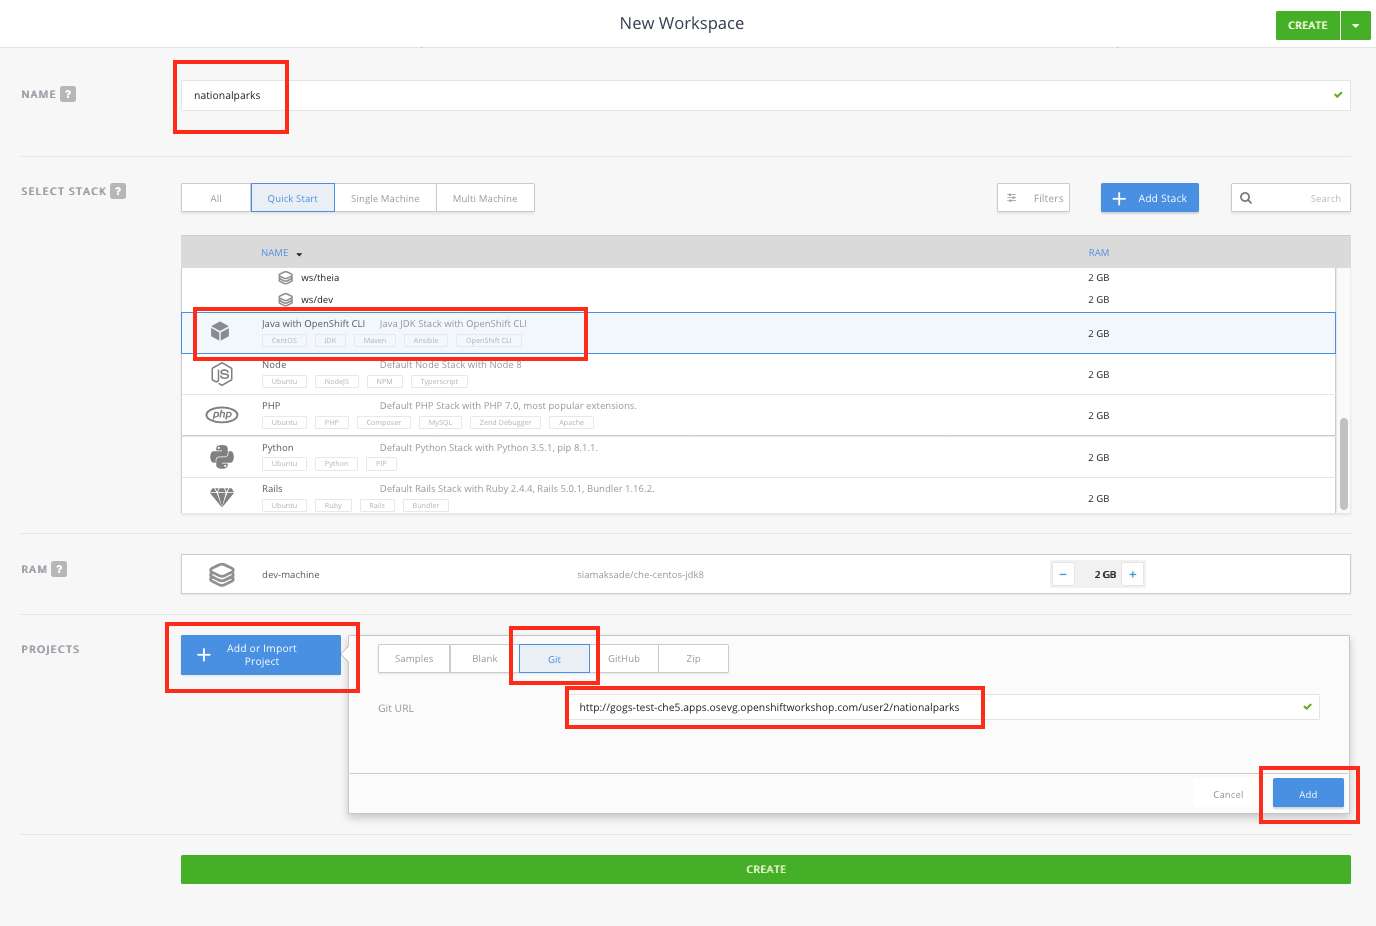 New Workspace
CREATE
NAME ?
nationalparks
SELECT STACK ?
All
Quick Start
Single Machine
Multi Machine
Filters
Add Stack
Search
NAME
RAM
ws/theia
2 GB
ws/dev
2 GB
Java with OpenShift CLI
Java JDK Stack with OpenShift CLI
2 GB
CentOS
JDK
Maven
Ansible
OpenShift CLI
Node
Default Node Stack with Node 8
2 GB
Ubuntu
NodeJS
NPM
Typerscript
JS
PHP
Default PHP Stack with PHP 7.0, most popular extensions.
php
2 GB
Ubuntu
PHP
Composer
MySQL
Zend Debugger
Apache
Python
Default Python Stack with Python 3.5.1, pip 8.1.1.
2 GB
Ubuntu
Python
PIP
Rails
Default Rails Stack with Ruby 2.4.4, Rails 5.0.1, Bundler 1.16.2.
2 GB
Ubuntu
Ruby
Rails
Bundler
RAM ?
dev-machine
siamaksade/che-centos-jdk8
− 2 GB +
PROJECTS
Add or Import
Project
Samples
Blank
Git
GitHub
Zip
Git URL
http://gogs-test-che5.apps.osevg.openshiftworkshop.com/user2/nationalparks
Cancel
Add
CREATE